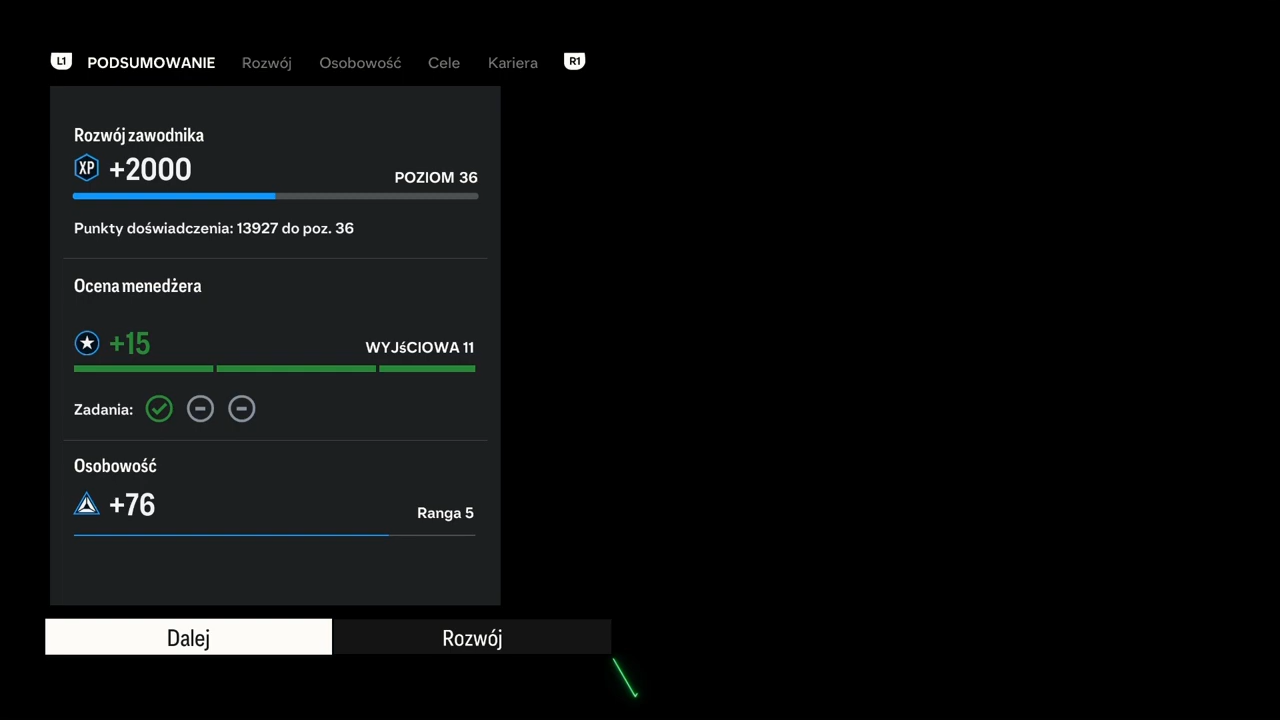 L1 PODSUMOWANIE Rozwój Osobowość Cele Kariera R1
Rozwój zawodnika
XP +2000
POZIOM 36
Punkty doświadczenia: 13927 do poz. 36
Ocena menedżera
+15
WYJśCIOWA 11
Zadania:
Osobowość
+76
Ranga 5
Dalej Rozwój